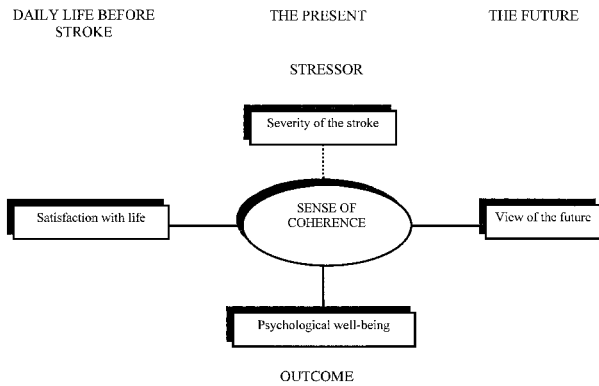 DAILY LIFE BEFORE
STROKE
THE PRESENT
THE FUTURE
STRESSOR
Severity of the stroke
Satisfaction with life
SENSE OF
COHERENCE
View of the future
Psychological well-being
OUTCOME